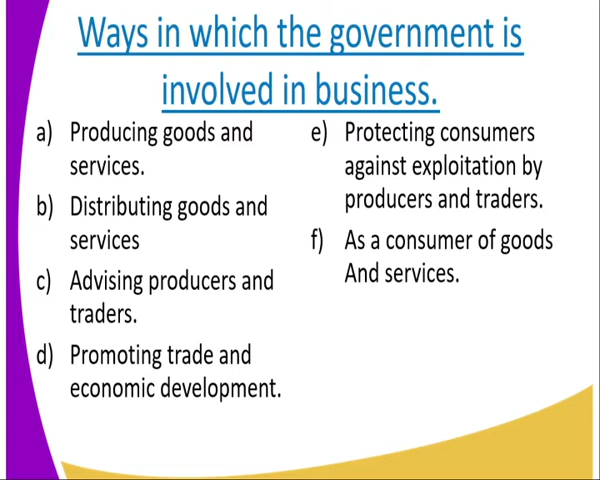 Ways in which the government is
involved in business.
a) Producing goods and
services.
b) Distributing goods and
services
c) Advising producers and
traders.
d) Promoting trade and
economic development.
e) Protecting consumers
against exploitation by
producers and traders.
f) As a consumer of goods
And services.